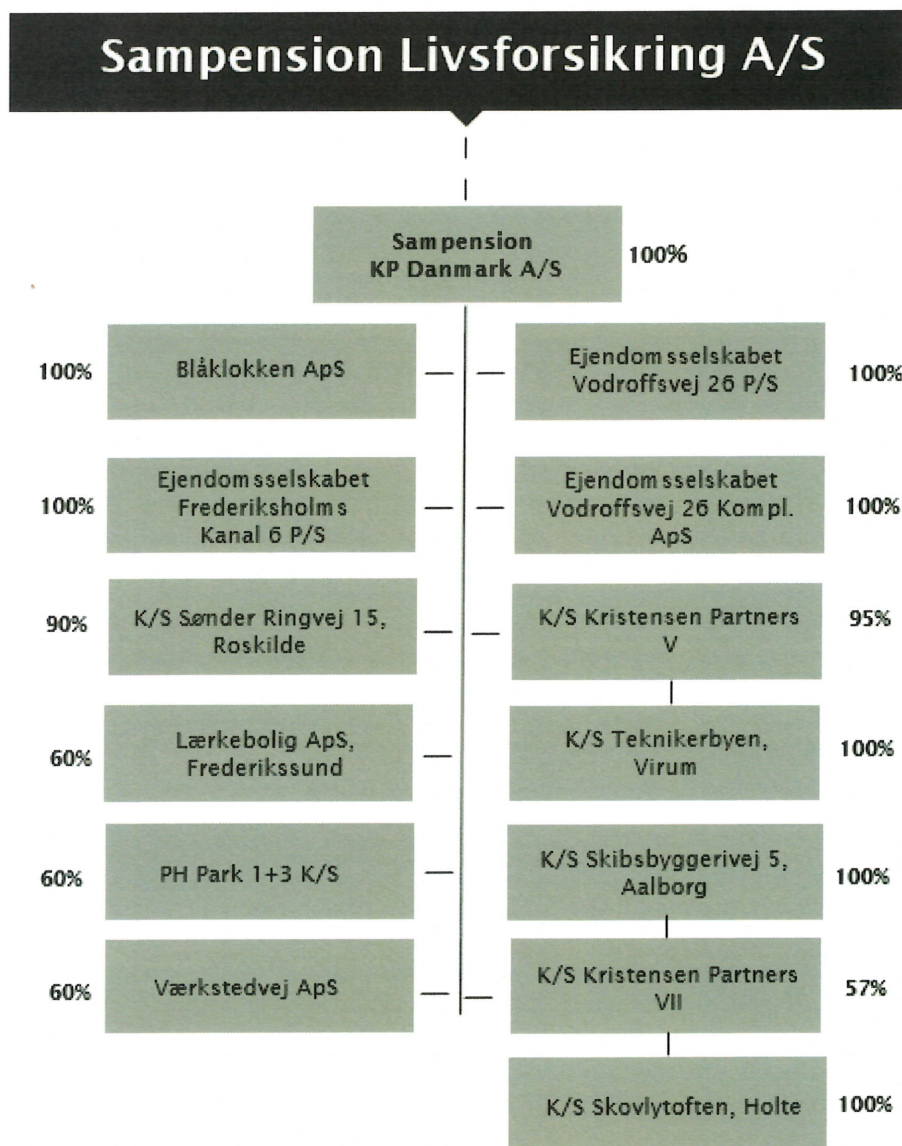 Sampension Livsforsikring A/S
Sampension
KP Danmark A/S
100%
100%
Blåklokken ApS
Ejendomsselskabet
Vodroffsvej 26 P/S
100%
100%
Ejendomsselskabet
Frederiksholms
Kanal 6 P/S
Ejendomsselskabet
Vodroffsvej 26 Kompl.
ApS
100%
90%
K/S Sønder Ringvej 15,
Roskilde
K/S Kristensen Partners
V
95%
60%
Lærkebolig ApS,
Frederikssund
K/S Teknikerbyen,
Virum
100%
60%
PH Park 1+3 K/S
K/S Skibsbyggerivej 5,
Aalborg
100%
60%
Værkstedvej ApS
K/S Kristensen Partners
VII
57%
K/S Skovlytoften, Holte
100%